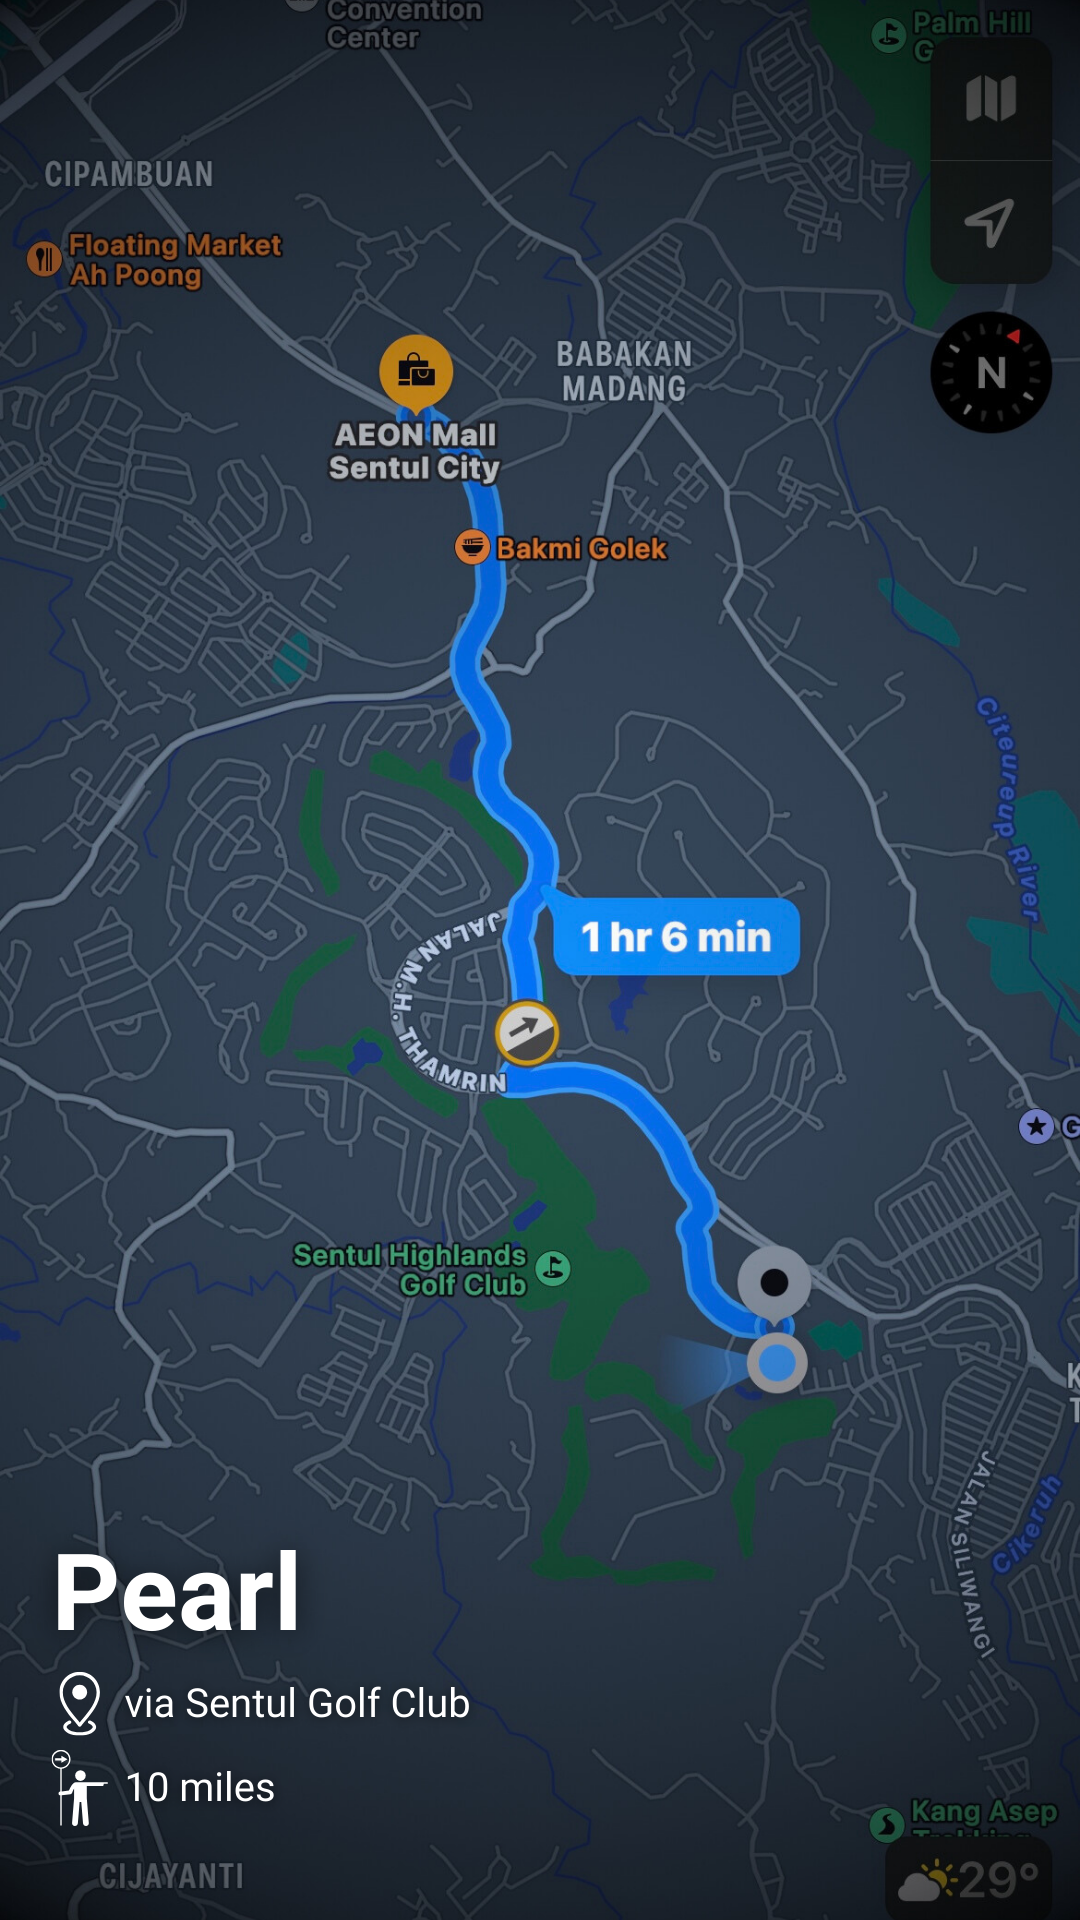 Convention
Center
Palm Hill
G
CIPAMBUAN
Floating Market
Ah Poong
N
BABAKAN
MADANG
AEON Mall
Sentul City
Bakmi Golek
Citeureup River
JALAN M.H. THAMRIN
1 hr 6 min
G
Sentul Highlands
Golf Club
K
T
JALAN SILIWANGI
Cikeruh
Pearl
via Sentul Golf Club
10 miles
Kang Asep
Trekking
CIJAYANTI
29°